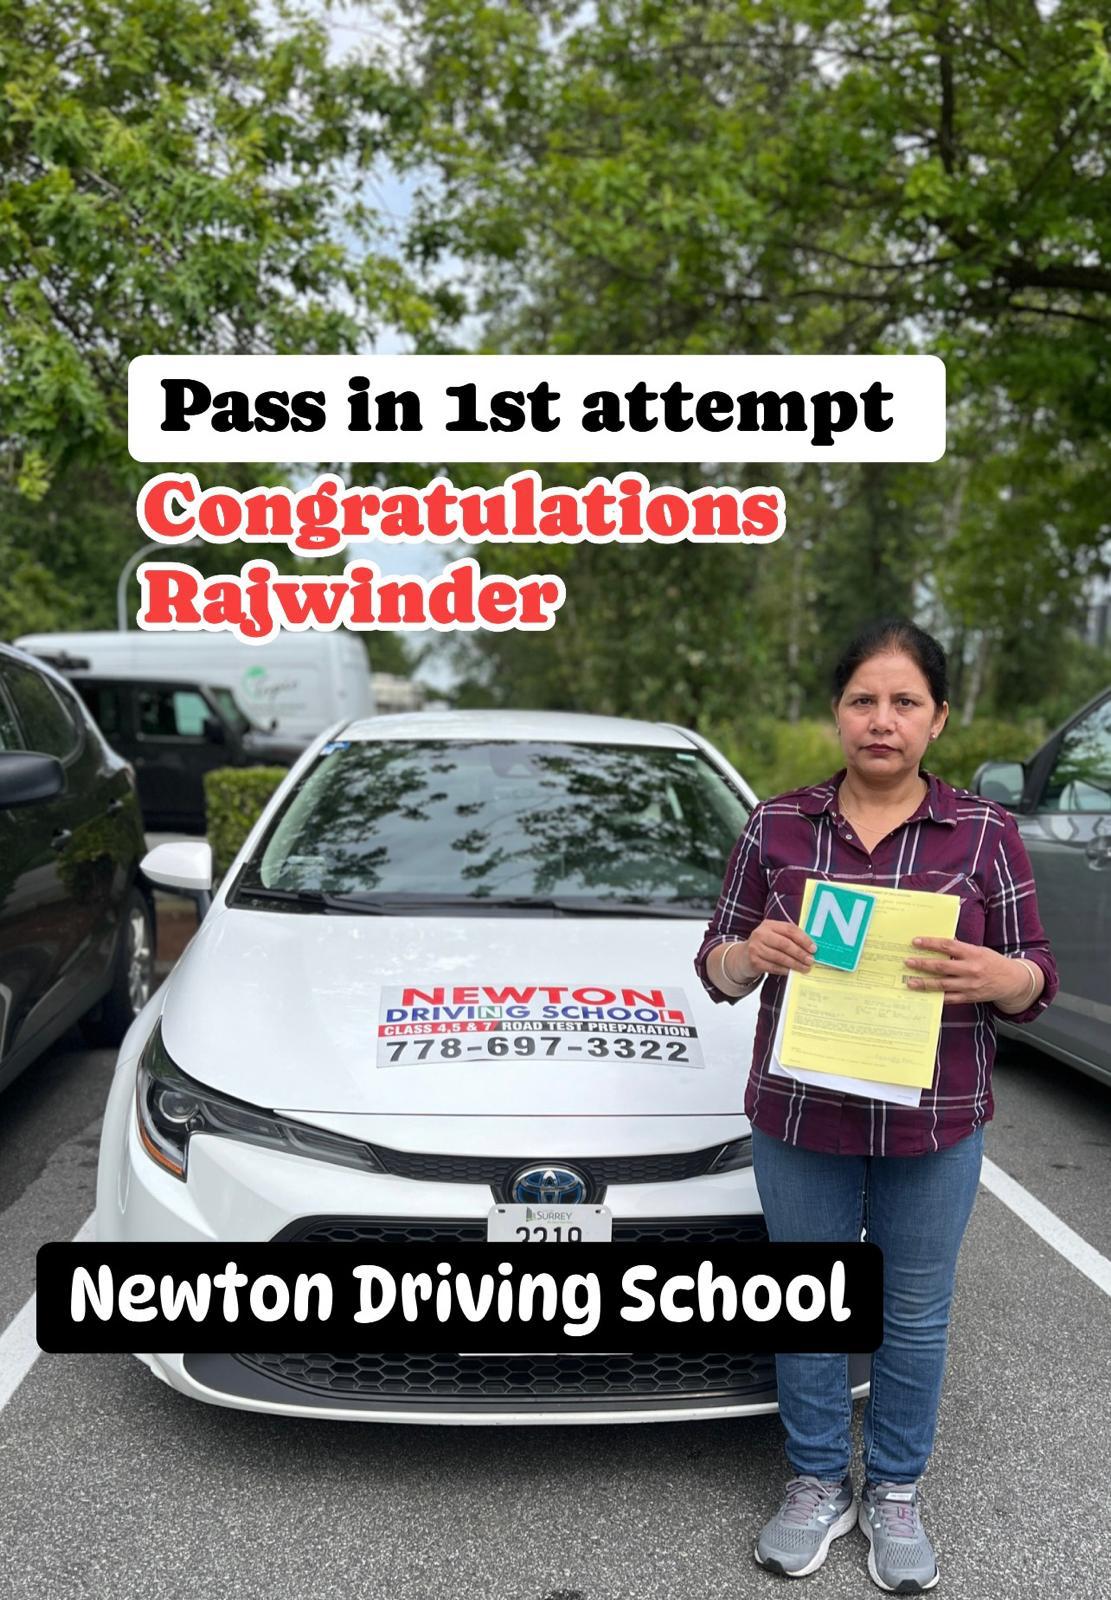 Pass in 1st attempt
Congratulations
Rajwinder
N
NEWTON
DRIVING SCHOOL
CLASS 4,5 & 7 ROAD TEST PREPARATION
778-697-3322
SURREY
2219
Newton Driving School